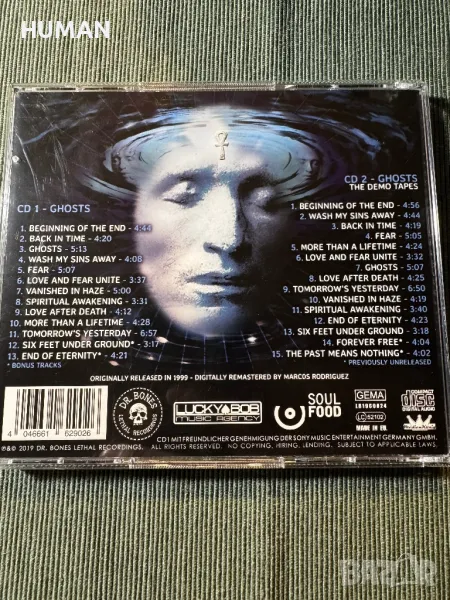 HUMAN
CD 1 - GHOSTS
1. BEGINNING OF THE END - 4:44
2. BACK IN TIME - 4:20
3. GHOSTS - 5:13
4. WASH MY SINS AWAY - 4:08
5. FEAR - 5:07
6. LOVE AND FEAR UNITE - 3:37
7. VANISHED IN HAZE - 5:01
8. SPIRITUAL AWAKENING - 3:31
9. LOVE AFTER DEATH - 4:12
10. MORE THAN A LIFETIME - 4:28
11. TOMORROW'S YESTERDAY - 6:57
12. SIX FEET UNDER GROUND* - 3:17
13. END OF ETERNITY* - 4:21
*BONUS TRACKS
CD 2 - GHOSTS
THE DEMO TAPES
1. BEGINNING OF THE END - 4:56
2. WASH MY SINS AWAY - 4:44
3. BACK IN TIME - 4:19
4. FEAR - 5:05
5. MORE THAN A LIFETIME - 4:24
6. LOVE AND FEAR UNITE - 3:32
7. GHOSTS - 5:07
8. LOVE AFTER DEATH - 4:25
9. TOMORROW'S YESTERDAY - 6:50
10. VANISHED IN HAZE - 4:19
11. SPIRITUAL AWAKENING - 3:40
12. END OF ETERNITY - 4:23
13. SIX FEET UNDER GROUND - 3:18
14. FOREVER FREE* - 3:04
15. THE PAST MEANS NOTHING* - 4:02
*PREVIOUSLY UNRELEASED
ORIGINALLY RELEASED IN 1999 - DIGITALLY REMASTERED BY MARCOS RODRIGUEZ
4 046661 629026
DR. BONES
LETHAL RECORDINGS
LUCKY BOB
MUSIC AGENCY
SOUL
FOOD
GEMA
LC 52102
MADE IN EU.
COMPACT
disc
DIGITAL AUDIO
CD 1 MIT FREUNDLICHER GENEHMIGUNG DER SONY MUSIC ENTERTAINMENT GERMANY GMBH.
℗&© 2019 DR. BONES LETHAL RECORDINGS. ALL RIGHTS RESERVED. NO COPYING, HIRING, LENDING, ETC. SUBJECT TO APPLICABLE LAWS.
BAZAR